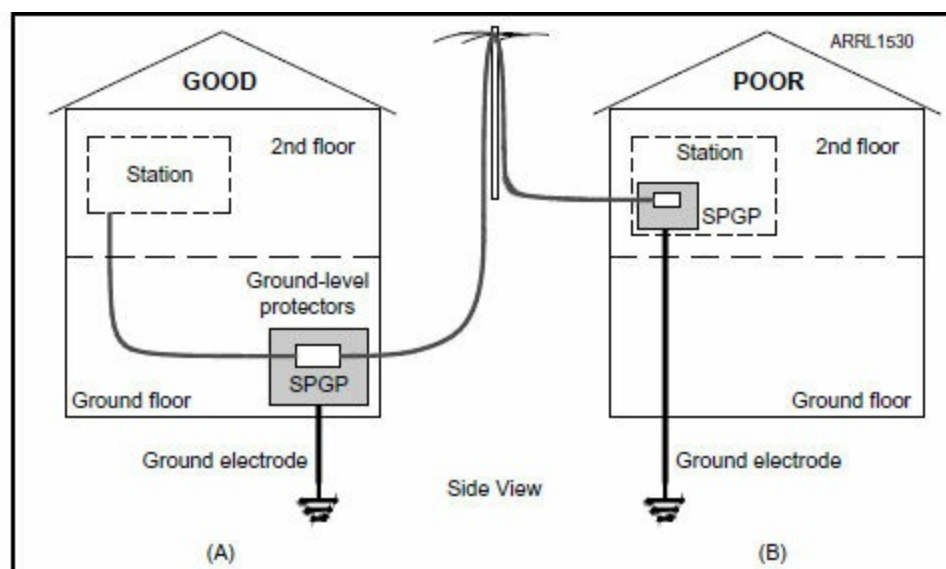 ARRL1530
GOOD
2nd floor
Station
Ground-level
protectors
SPGP
Ground floor
Ground electrode
(A)
Side View
POOR
Station
2nd floor
SPGP
Ground floor
Ground electrode
(B)